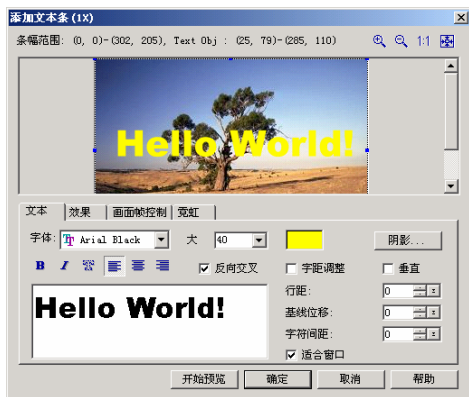 添加文本条 (1X)
条幅范围: (0, 0)-(302, 205), Text Obj : (25, 79)-(285, 110)
1:1
Hello World!
文本 效果 画面帧控制 霓虹
字体: Arial Black 大 40 阴影...
B I 反向交叉 字距调整 垂直
Hello World!
行距: 0
基线位移: 0
字符间距: 0
适合窗口
开始预览 确定 取消 帮助